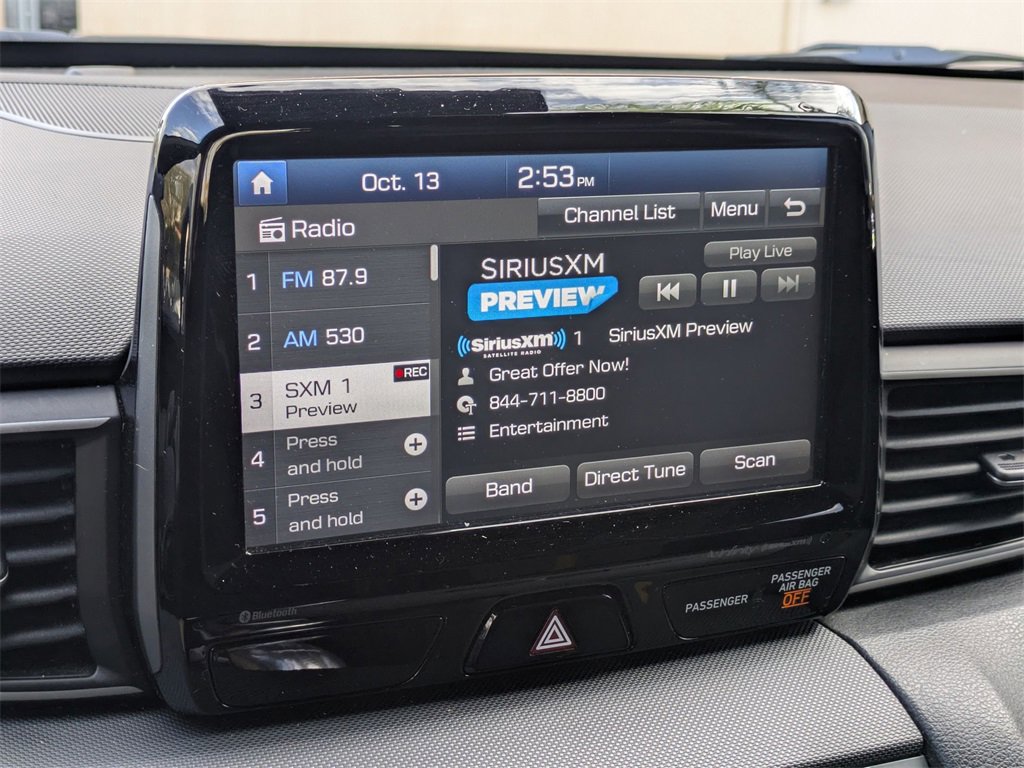 Oct. 13
2:53 PM
Channel List
Menu
Radio
Play Live
1 FM 87.9
SIRIUSXM
PREVIEW
2 AM 530
SiriusXM 1 SiriusXM Preview
SATELLITE RADIO
REC
3 SXM 1
Preview
Great Offer Now!
844-711-8800
Entertainment
4 Press
and hold
5 Press
and hold
Band
Direct Tune
Scan
Bluetooth
PASSENGER
PASSENGER
AIR BAG
OFF